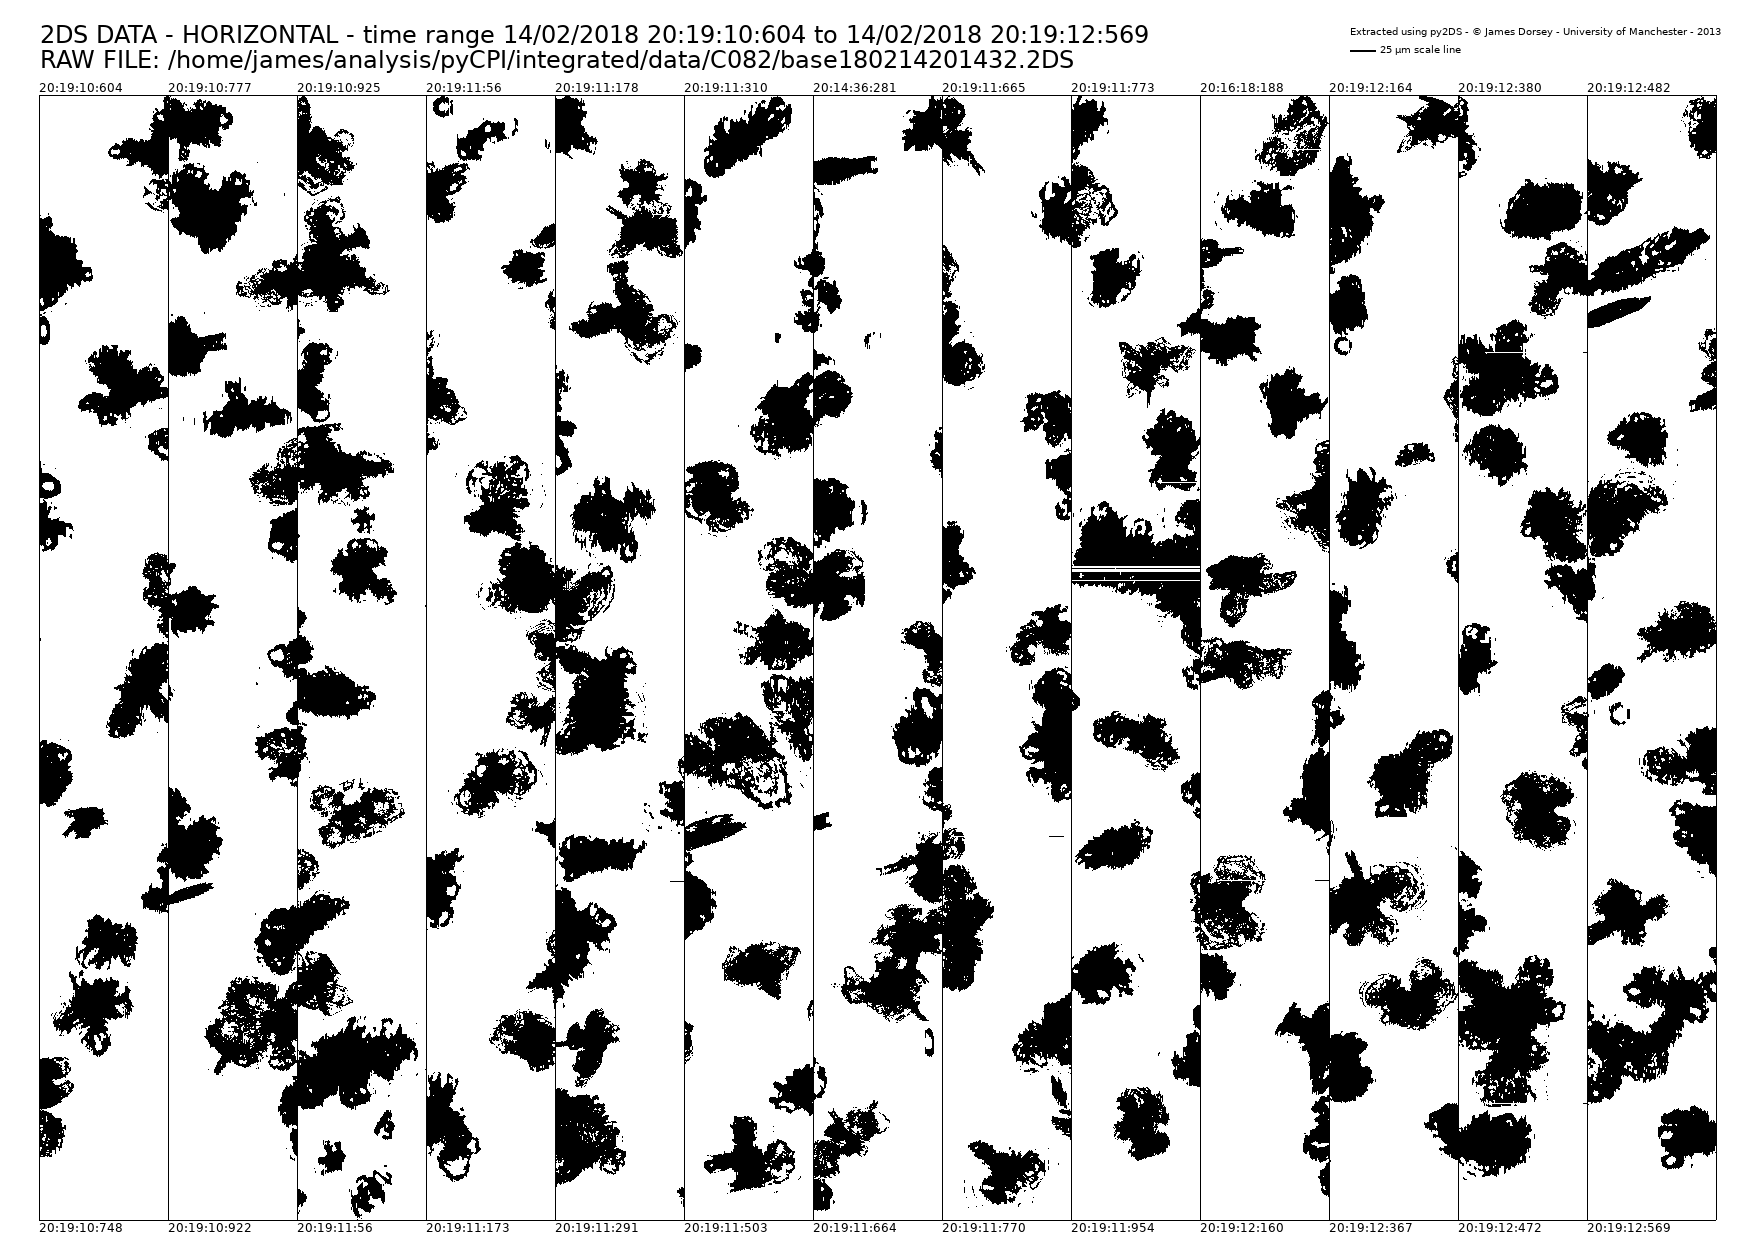 2DS DATA - HORIZONTAL - time range 14/02/2018 20:19:10:604 to 14/02/2018 20:19:12:569
RAW FILE: /home/james/analysis/pyCPI/integrated/data/C082/base180214201432.2DS
Extracted using py2DS - © James Dorsey - University of Manchester - 2013
25 µm scale line
20:19:10:604 20:19:10:777 20:19:10:925 20:19:11:56 20:19:11:178 20:19:11:310 20:14:36:281 20:19:11:665 20:19:11:773 20:16:18:188 20:19:12:164 20:19:12:380 20:19:12:482
20:19:10:748 20:19:10:922 20:19:11:56 20:19:11:173 20:19:11:291 20:19:11:503 20:19:11:664 20:19:11:770 20:19:11:954 20:19:12:160 20:19:12:367 20:19:12:472 20:19:12:569